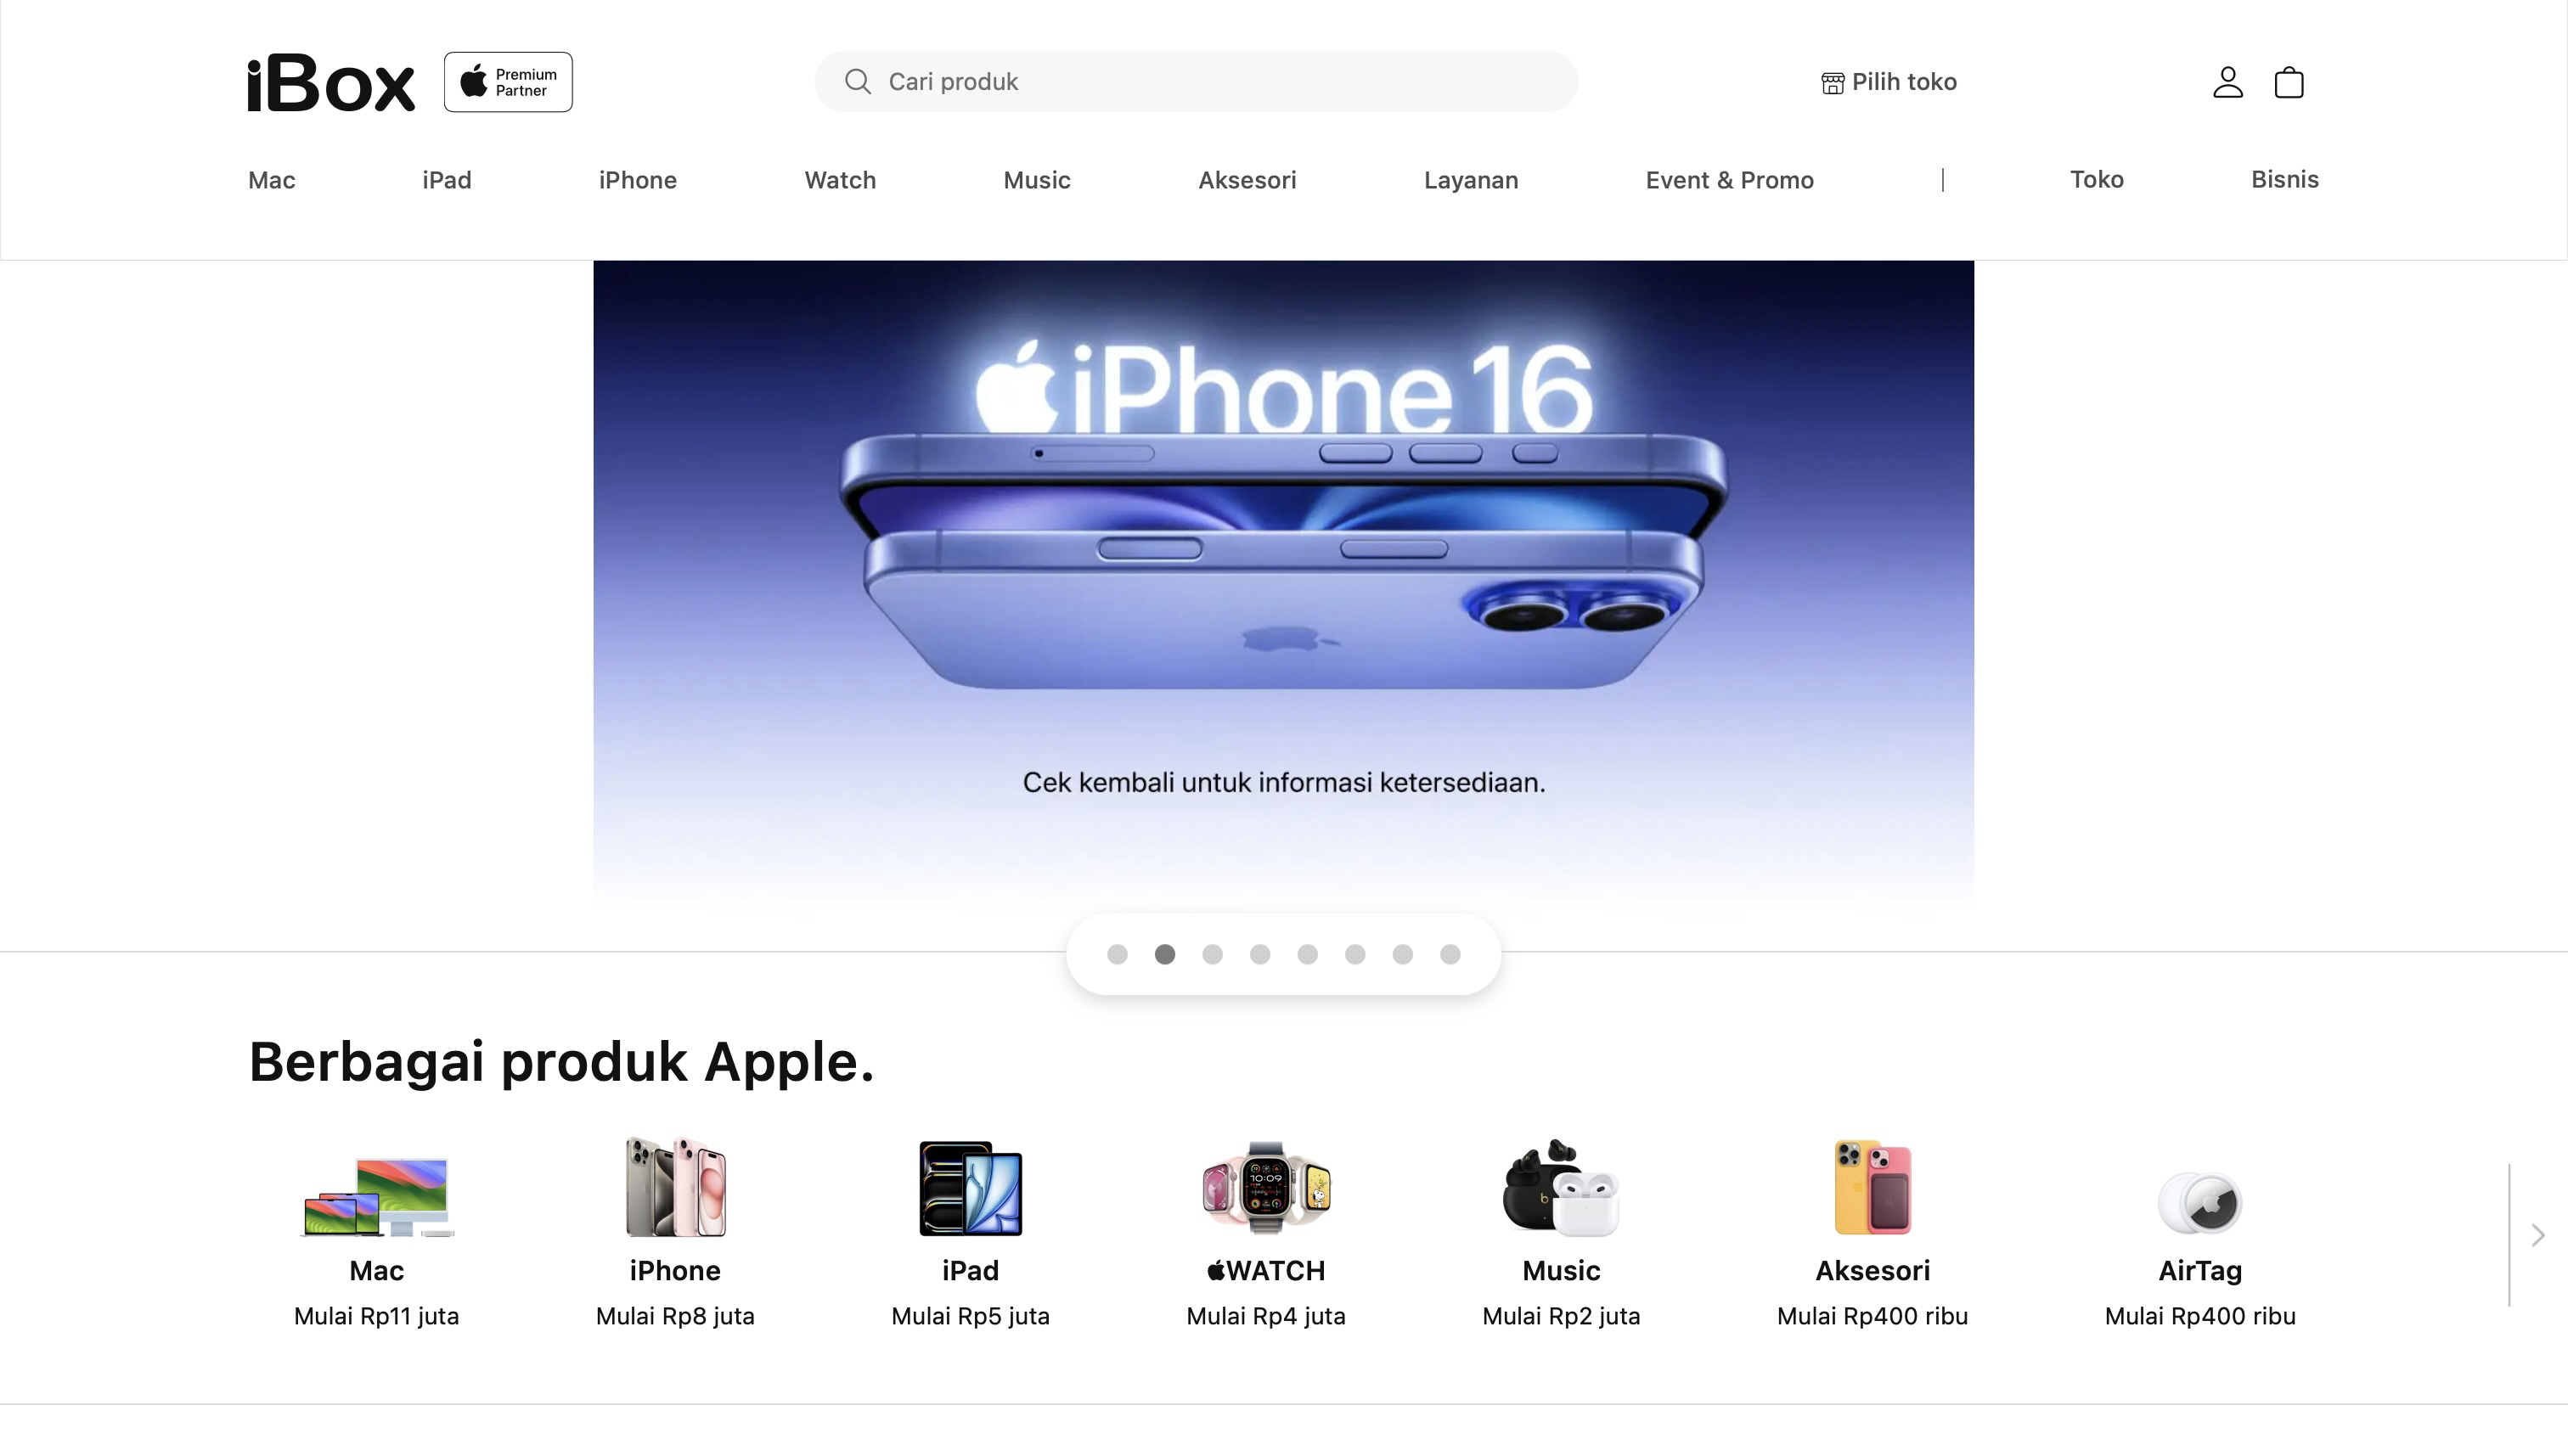 iBox
Premium
Partner
Cari produk
Pilih toko
Mac
iPad
iPhone
Watch
Music
Aksesori
Layanan
Event & Promo
|
Toko
Bisnis
iPhone 16
Cek kembali untuk informasi ketersediaan.
Berbagai produk Apple.
10:09
Mac
iPhone
iPad
WATCH
Music
Aksesori
AirTag
Mulai Rp11 juta
Mulai Rp8 juta
Mulai Rp5 juta
Mulai Rp4 juta
Mulai Rp2 juta
Mulai Rp400 ribu
Mulai Rp400 ribu